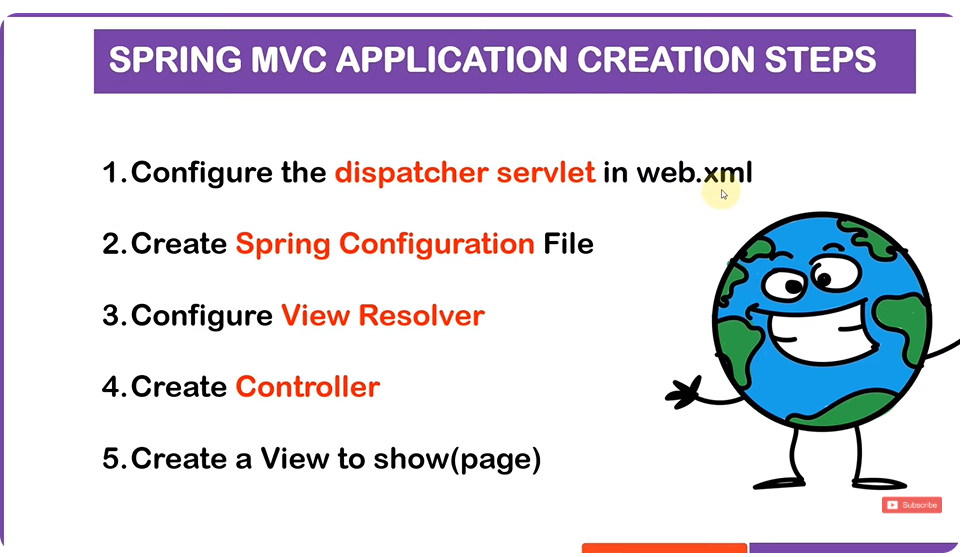 SPRING MVC APPLICATION CREATION STEPS
1.Configure the dispatcher servlet in web.xml
2.Create Spring Configuration File
3.Configure View Resolver
4.Create Controller
5.Create a View to show(page)
Subscribe